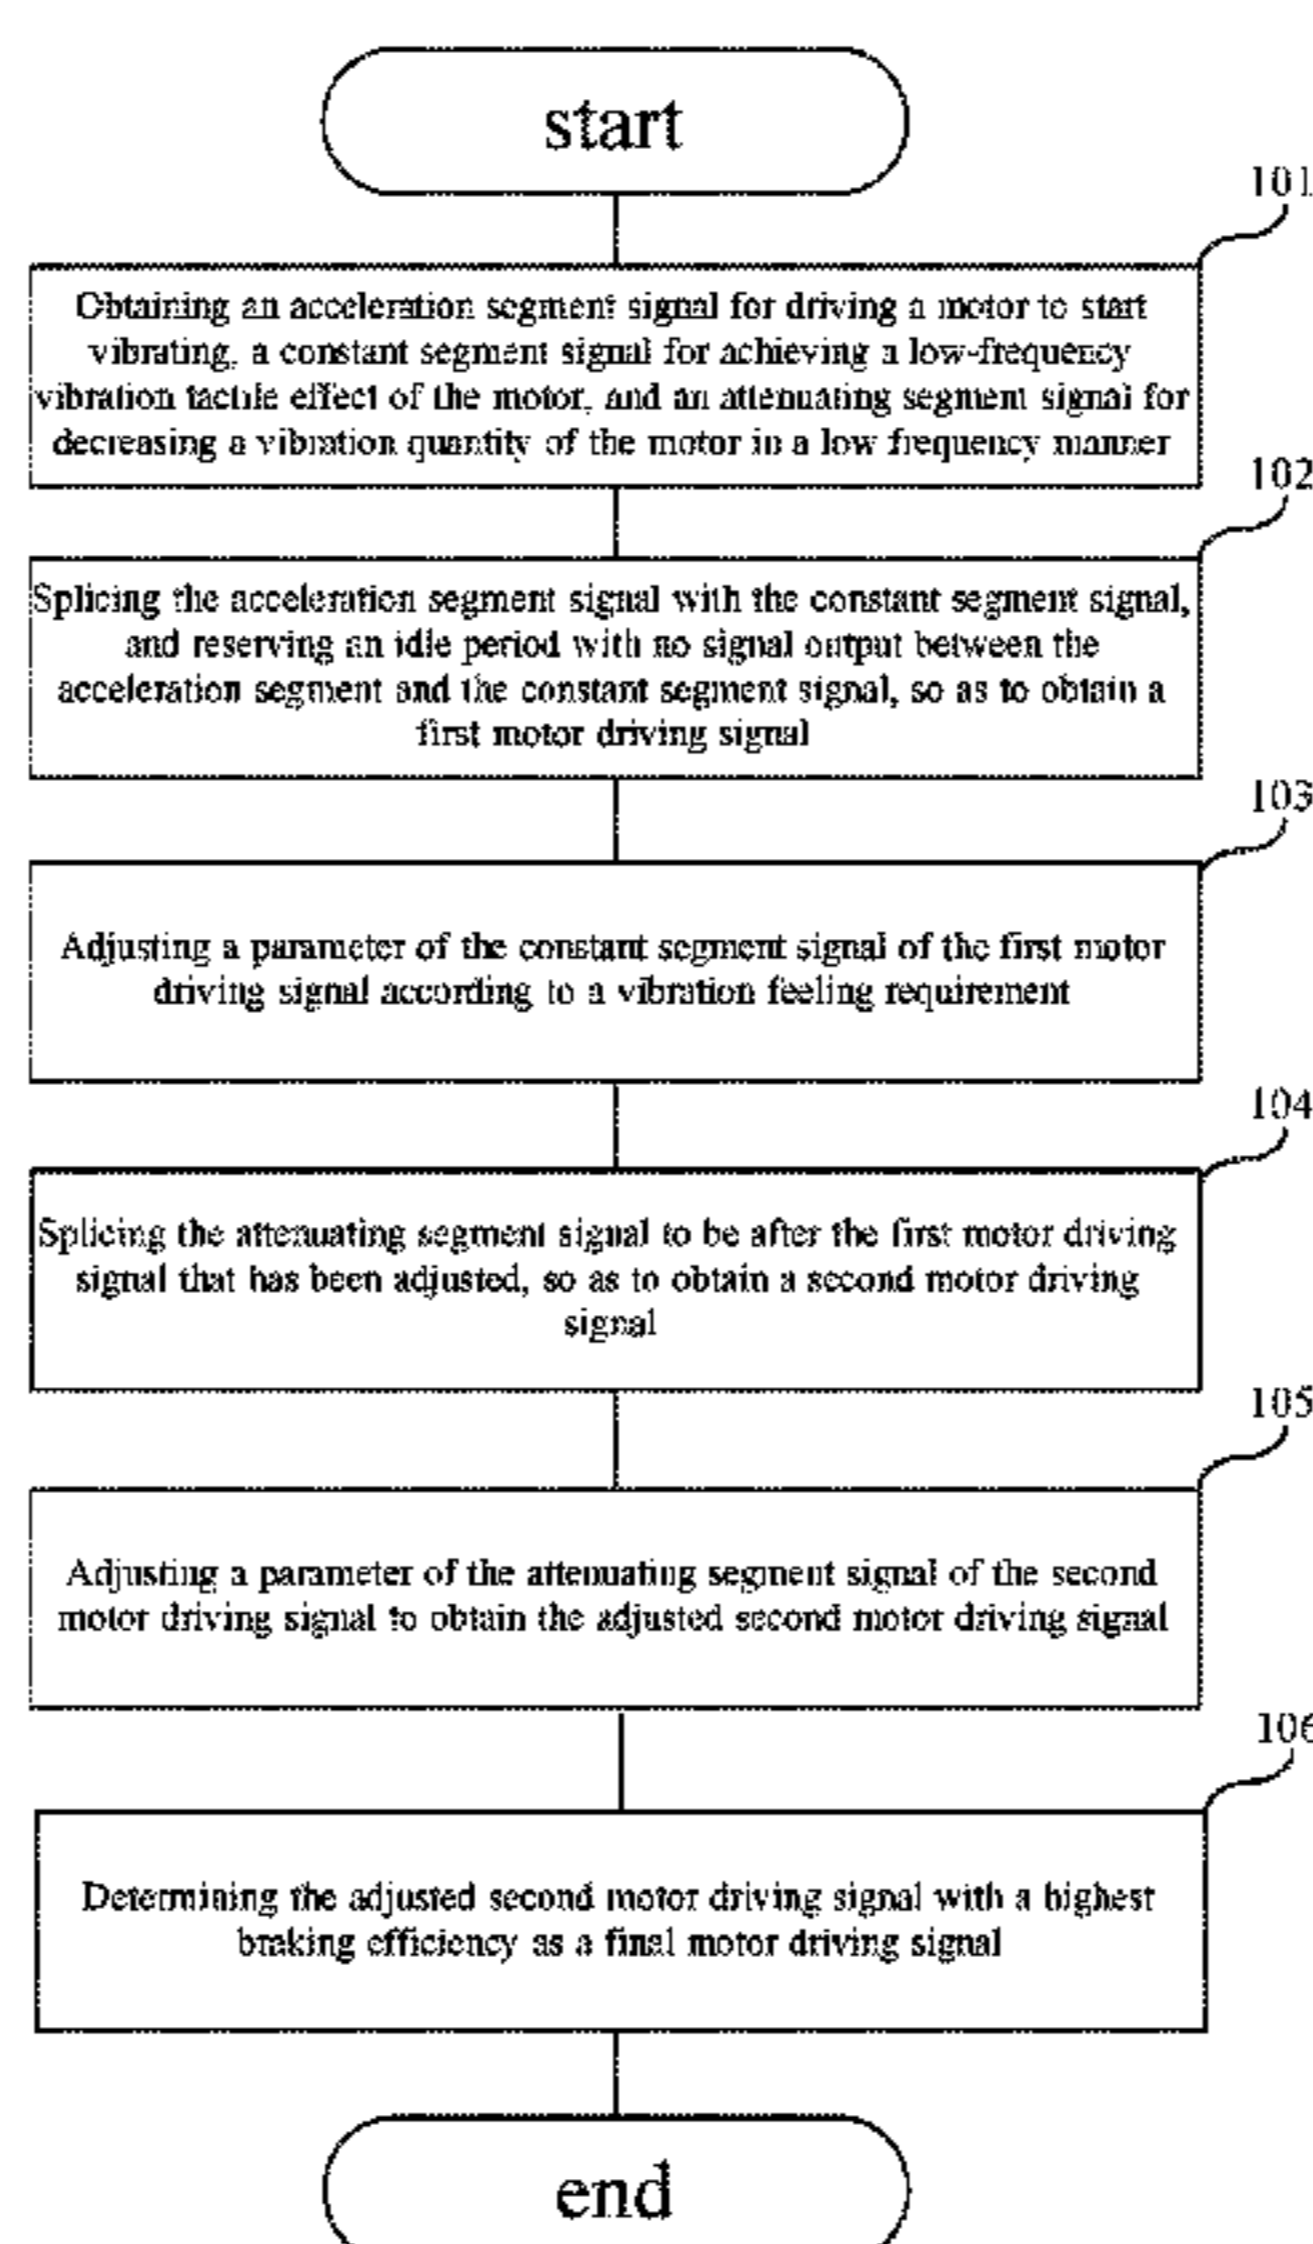 start
101
Obtaining an acceleration segment signal for driving a motor to start
vibrating, a constant segment signal for achieving a low-frequency
vibration tactile effect of the motor, and an attenuating segment signal for
decreasing a vibration quantity of the motor in a low frequency manner
102
Splicing the acceleration segment signal with the constant segment signal,
and reserving an idle period with no signal output between the
acceleration segment and the constant segment signal, so as to obtain a
first motor driving signal
103
Adjusting a parameter of the constant segment signal of the first motor
driving signal according to a vibration feeling requirement
104
Splicing the attenuating segment signal to be after the first motor driving
signal that has been adjusted, so as to obtain a second motor driving
signal
105
Adjusting a parameter of the attenuating segment signal of the second
motor driving signal to obtain the adjusted second motor driving signal
106
Determining the adjusted second motor driving signal with a highest
braking efficiency as a final motor driving signal
end